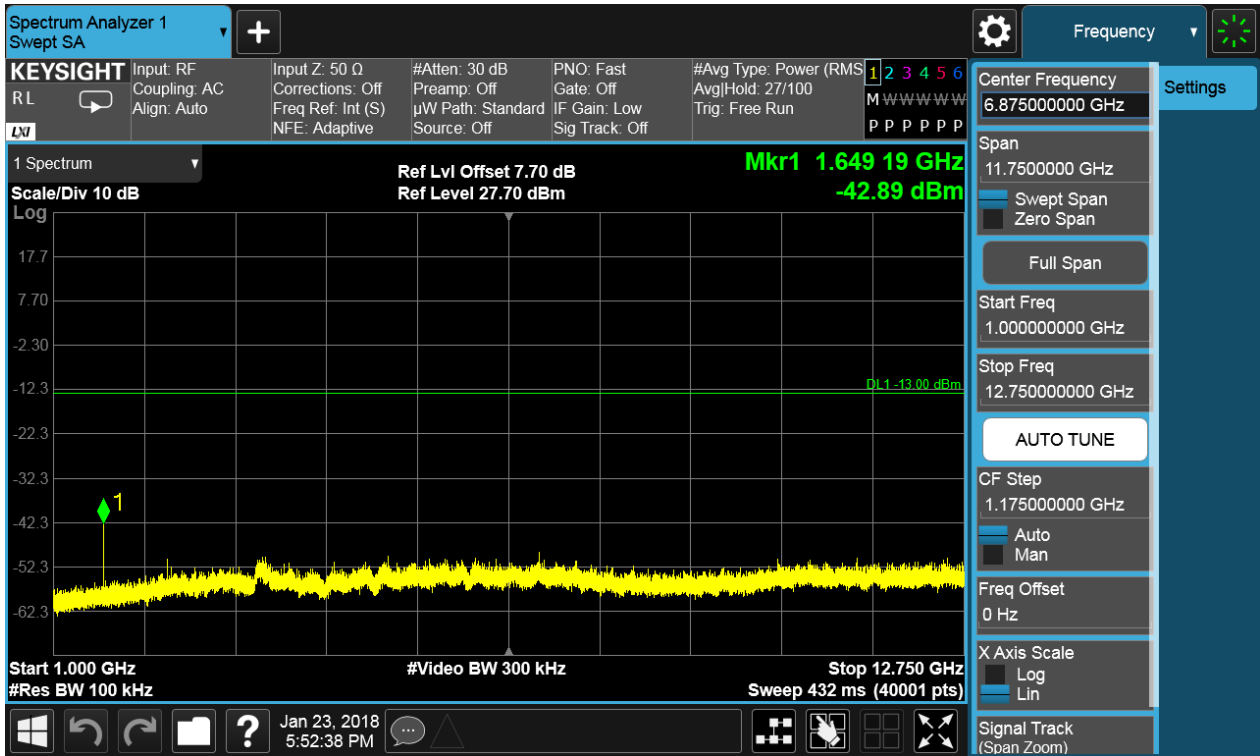 Spectrum Analyzer 1
Swept SA
+
Frequency
KEYSIGHT
RL
LXI
Input: RF
Coupling: AC
Align: Auto
Input Z: 50 Ω
Corrections: Off
Freq Ref: Int (S)
NFE: Adaptive
#Atten: 30 dB
Preamp: Off
µW Path: Standard
Source: Off
PNO: Fast
Gate: Off
IF Gain: Low
Sig Track: Off
#Avg Type: Power (RMS
Avg|Hold: 27/100
Trig: Free Run
1 2 3 4 5 6
M W W W W W
P P P P P P
1 Spectrum
Scale/Div 10 dB
Ref Lvl Offset 7.70 dB
Ref Level 27.70 dBm
Mkr1 1.649 19 GHz
-42.89 dBm
Log
17.7
7.70
-2.30
-12.3
-22.3
-32.3
-42.3
-52.3
-62.3
DL1 -13.00 dBm
1
Start 1.000 GHz
#Video BW 300 kHz
Stop 12.750 GHz
#Res BW 100 kHz
Sweep 432 ms (40001 pts)
Center Frequency
6.875000000 GHz
Span
11.7500000 GHz
Swept Span
Zero Span
Full Span
Start Freq
1.000000000 GHz
Stop Freq
12.750000000 GHz
AUTO TUNE
CF Step
1.175000000 GHz
Auto
Man
Freq Offset
0 Hz
X Axis Scale
Log
Lin
Signal Track
(Span Zoom)
Settings
?
Jan 23, 2018
5:52:38 PM